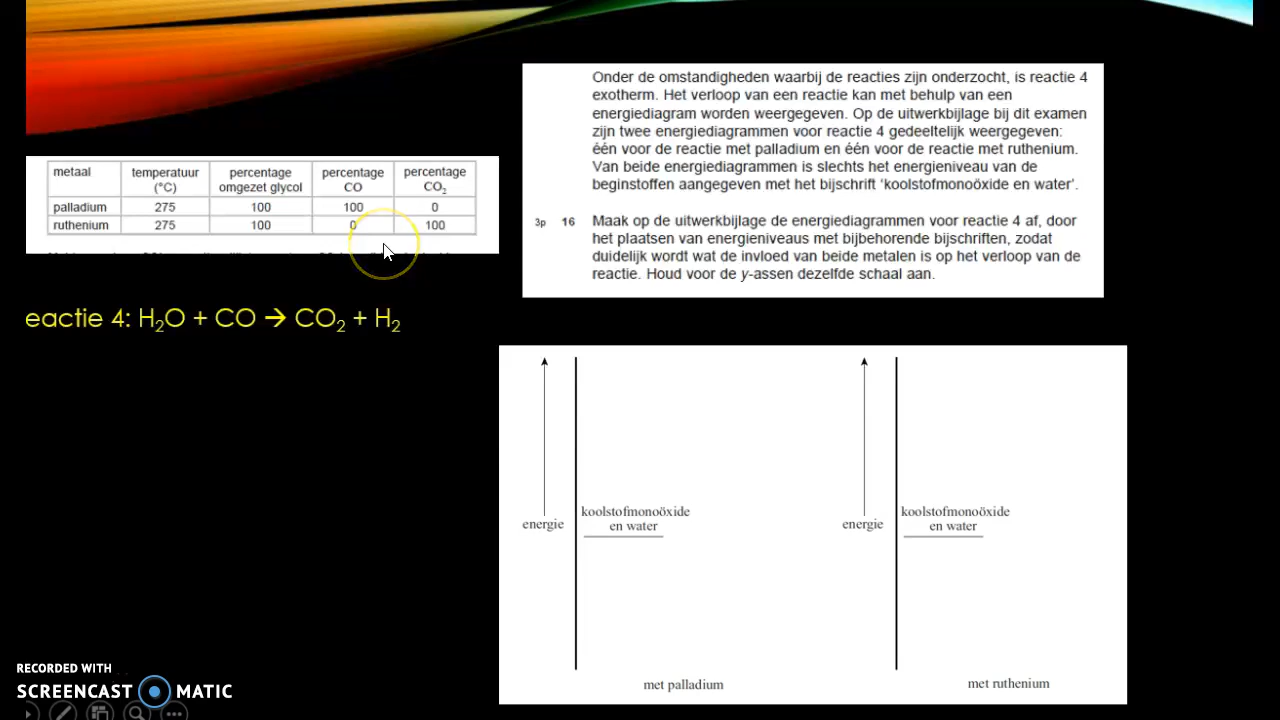 Onder de omstandigheden waarbij de reacties zijn onderzocht, is reactie 4
exotherm. Het verloop van een reactie kan met behulp van een
energiediagram worden weergegeven. Op de uitwerkbijlage bij dit examen
zijn twee energiediagrammen voor reactie 4 gedeeltelijk weergegeven:
één voor de reactie met palladium en één voor de reactie met ruthenium.
Van beide energiediagrammen is slechts het energieniveau van de
beginstoffen aangegeven met het bijschrift 'koolstofmonoöxide en water'.
3p 16 Maak op de uitwerkbijlage de energiediagrammen voor reactie 4 af, door
het plaatsen van energieniveaus met bijbehorende bijschriften, zodat
duidelijk wordt wat de invloed van beide metalen is op het verloop van de
reactie. Houd voor de y-assen dezelfde schaal aan.
metaal temperatuur (°C) percentage omgezet glycol percentage CO percentage CO₂
palladium 275 100 100 0
ruthenium 275 100 0 100
eactie 4: H₂O + CO → CO₂ + H₂
koolstofmonoöxide
en water
energie
met palladium
koolstofmonoöxide
en water
energie
met ruthenium
RECORDED WITH
SCREENCAST MATIC